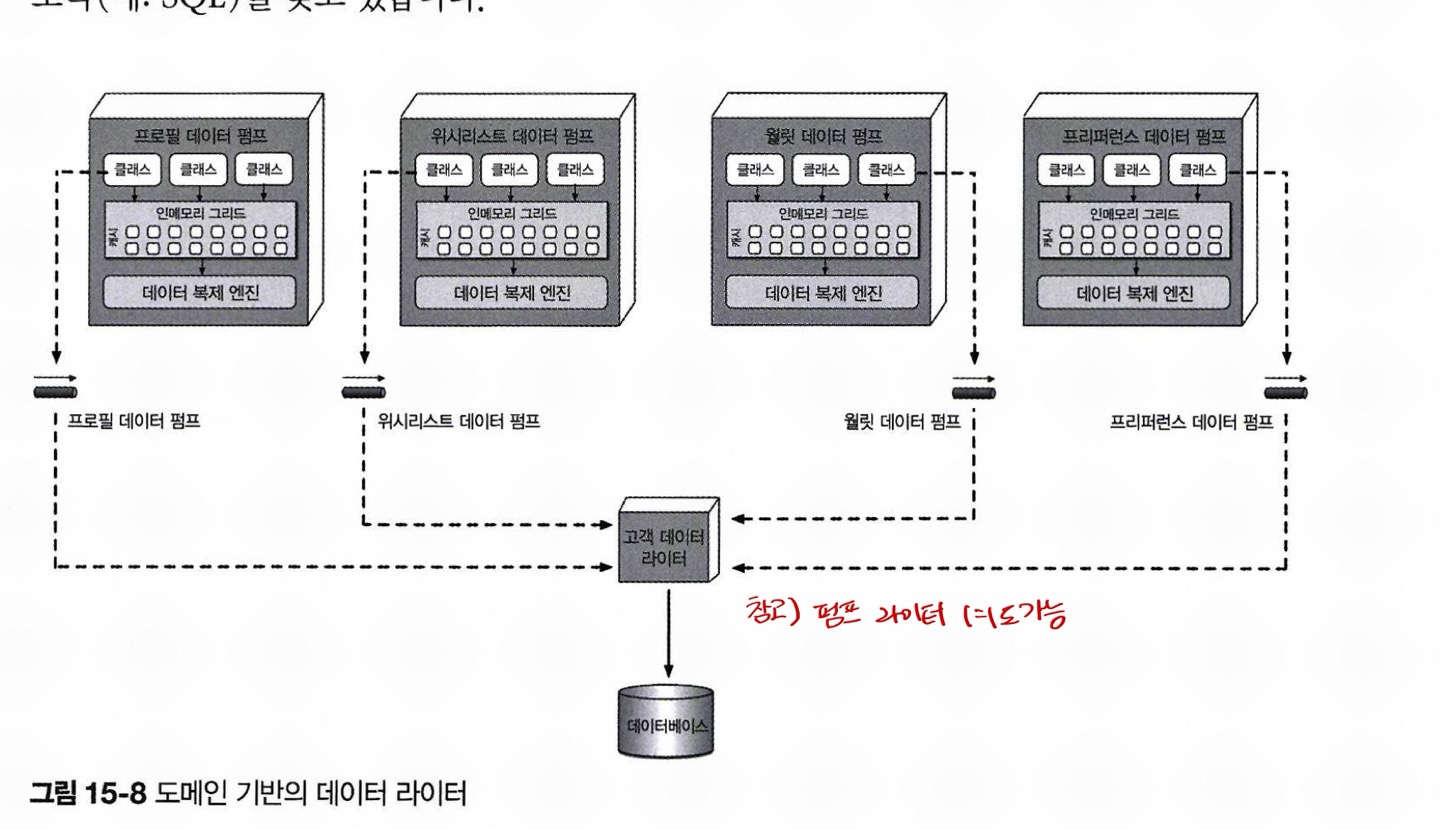 프로필 데이터 펌프
위시리스트 데이터 펌프
월릿 데이터 펌프
프리퍼런스 데이터 펌프
클래스 클래스 클래스
클래스 클래스 클래스
클래스 클래스 클래스
클래스 클래스 클래스
인메모리 그리드
캐시
인메모리 그리드
캐시
인메모리 그리드
캐시
인메모리 그리드
캐시
데이터 복제 엔진
데이터 복제 엔진
데이터 복제 엔진
데이터 복제 엔진
프로필 데이터 펌프
위시리스트 데이터 펌프
월릿 데이터 펌프
프리퍼런스 데이터 펌프
고객 데이터
라이터
참고) 펌프 라이터 1:1도가능
데이터베이스
그림 15-8 도메인 기반의 데이터 라이터